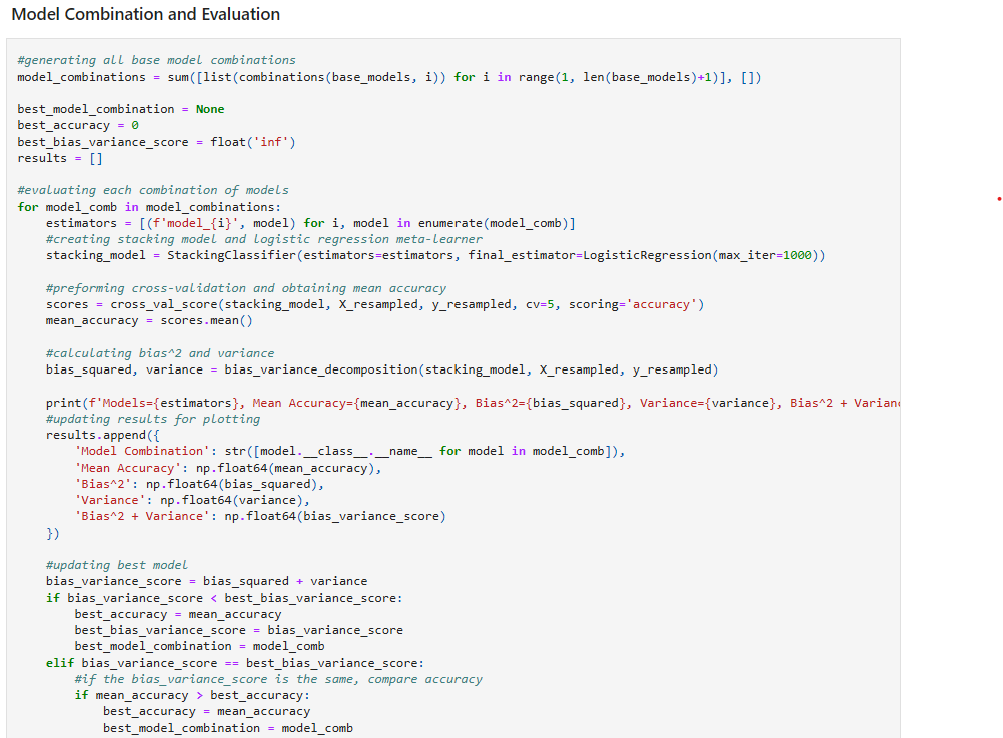 Model Combination and Evaluation
#generating all base model combinations
model_combinations = sum([list(combinations(base_models, i)) for i in range(1, len(base_models)+1)], [])
best_model_combination = None
best_accuracy = 0
best_bias_variance_score = float('inf')
results = []
#evaluating each combination of models
for model_comb in model_combinations:
    estimators = [(f'model_{i}', model) for i, model in enumerate(model_comb)]
    #creating stacking model and logistic regression meta-learner
    stacking_model = StackingClassifier(estimators=estimators, final_estimator=LogisticRegression(max_iter=1000))
    #preforming cross-validation and obtaining mean accuracy
    scores = cross_val_score(stacking_model, X_resampled, y_resampled, cv=5, scoring='accuracy')
    mean_accuracy = scores.mean()
    #calculating bias^2 and variance
    bias_squared, variance = bias_variance_decomposition(stacking_model, X_resampled, y_resampled)
    print(f'Models={estimators}, Mean Accuracy={mean_accuracy}, Bias^2={bias_squared}, Variance={variance}, Bias^2 + Varian
    #updating results for plotting
    results.append({
        'Model Combination': str([model.__class__.__name__ for model in model_comb]),
        'Mean Accuracy': np.float64(mean_accuracy),
        'Bias^2': np.float64(bias_squared),
        'Variance': np.float64(variance),
        'Bias^2 + Variance': np.float64(bias_variance_score)
    })
    #updating best model
    bias_variance_score = bias_squared + variance
    if bias_variance_score < best_bias_variance_score:
        best_accuracy = mean_accuracy
        best_bias_variance_score = bias_variance_score
        best_model_combination = model_comb
    elif bias_variance_score == best_bias_variance_score:
        #if the bias_variance_score is the same, compare accuracy
        if mean_accuracy > best_accuracy:
            best_accuracy = mean_accuracy
            best_model_combination = model_comb